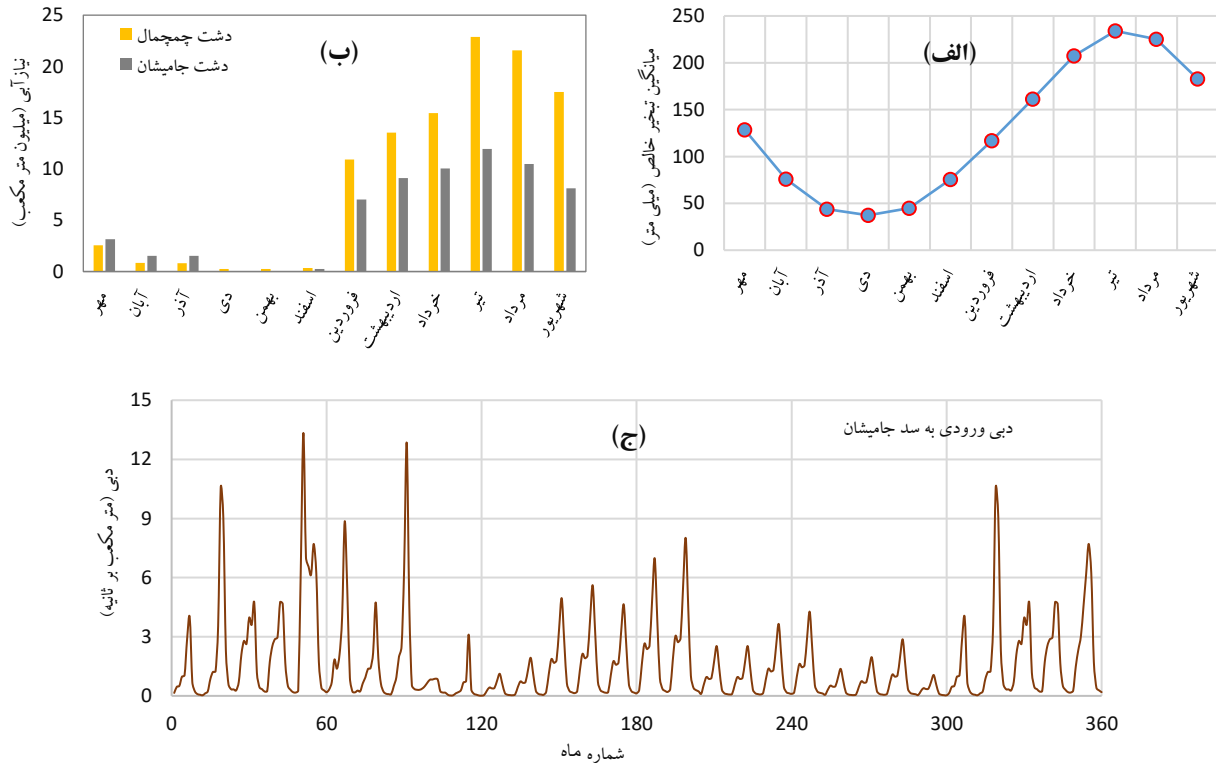 (الف)
میانگین تبخیر خالص (میلی متر)
250
200
150
100
50
0
مهر
آبان
آذر
دی
بهمن
اسفند
فروردین
اردیبهشت
خرداد
تیر
مرداد
شهریور
(ب)
دشت چمچمال
دشت جامیشان
نیاز آبی (میلیون متر مکعب)
25
20
15
10
5
0
مهر
آبان
آذر
دی
بهمن
اسفند
فروردین
اردیبهشت
خرداد
تیر
مرداد
شهریور
(ج)
دبی ورودی به سد جامیشان
دبی (متر مکعب بر ثانیه)
15
12
9
6
3
0
0
60
120
180
240
300
360
شماره ماه